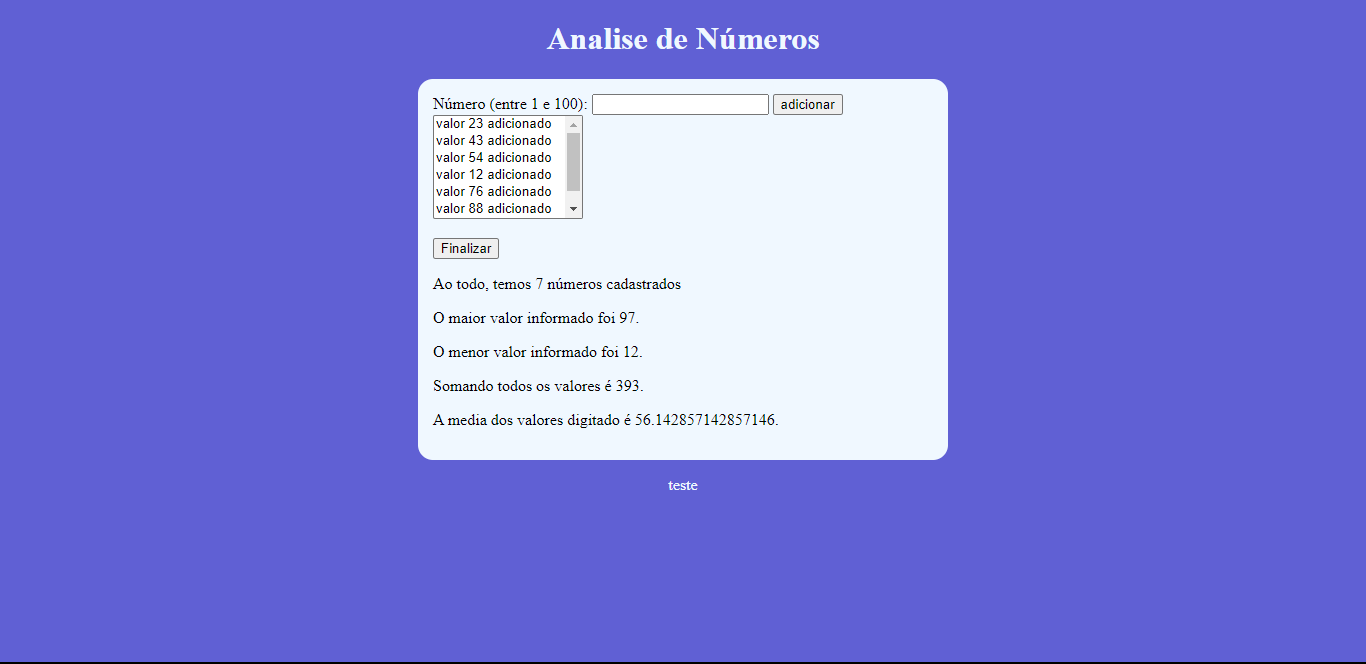 Analise de Números
Número (entre 1 e 100): adicionar
valor 23 adicionado
valor 43 adicionado
valor 54 adicionado
valor 12 adicionado
valor 76 adicionado
valor 88 adicionado
Finalizar
Ao todo, temos 7 números cadastrados
O maior valor informado foi 97.
O menor valor informado foi 12.
Somando todos os valores é 393.
A media dos valores digitado é 56.142857142857146.
teste